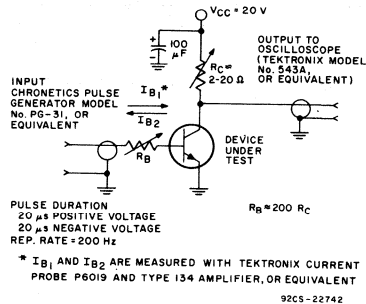 VCC = 20 V
+
100
μF
−
RC≈
2-20 Ω
OUTPUT TO
OSCILLOSCOPE
(TEKTRONIX MODEL
No. 543A,
OR EQUIVALENT)
INPUT
CHRONETICS PULSE
GENERATOR MODEL
No. PG-31, OR
EQUIVALENT
IB1*
IB2
RB
DEVICE
UNDER
TEST
PULSE DURATION
20 μs POSITIVE VOLTAGE
20 μs NEGATIVE VOLTAGE
REP. RATE = 200 Hz
RB ≈ 200 RC
* IB1 AND IB2 ARE MEASURED WITH TEKTRONIX CURRENT
PROBE P6019 AND TYPE 134 AMPLIFIER, OR EQUIVALENT
92CS-22742